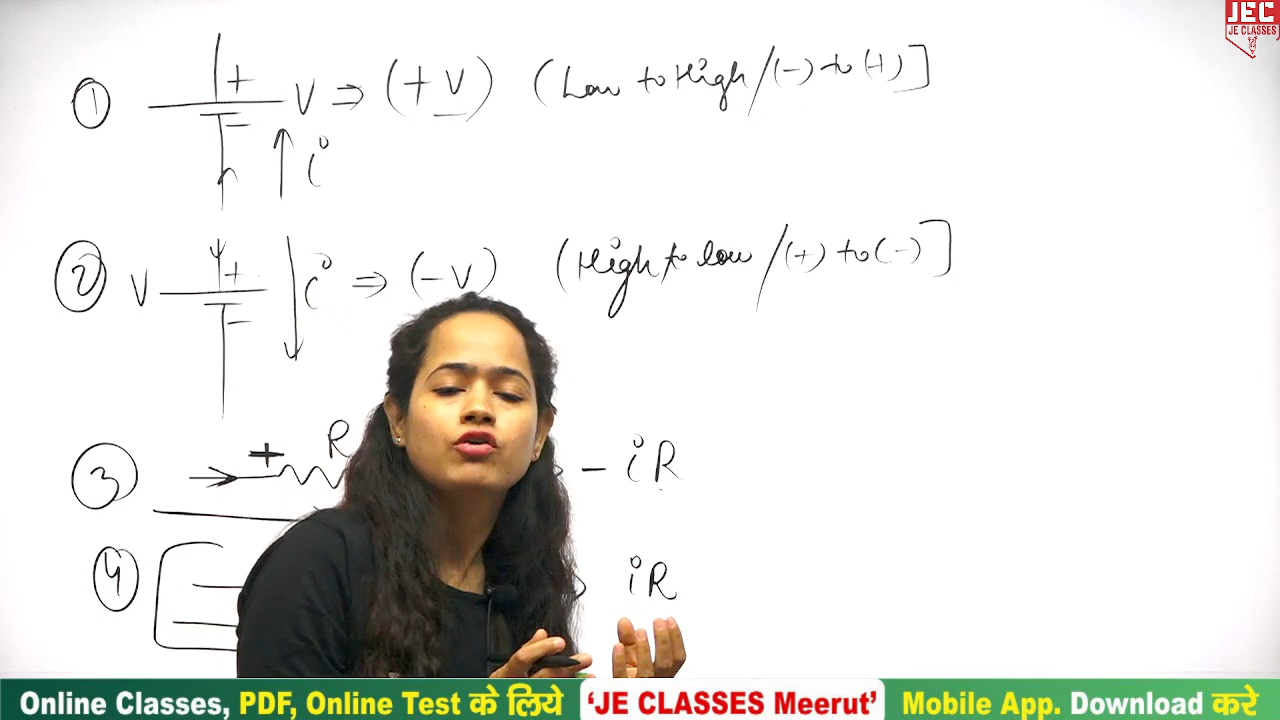 JEC
JE CLASSES
① + - V ⇒ (+V) (Low to High/(-) to (+)]
i
② V + - i ⇒ (-V) (High to low/(+) to (-)]
③ + R - iR
④ iR
Online Classes, PDF, Online Test के लिये 'JE CLASSES Meerut' Mobile App. Download करे